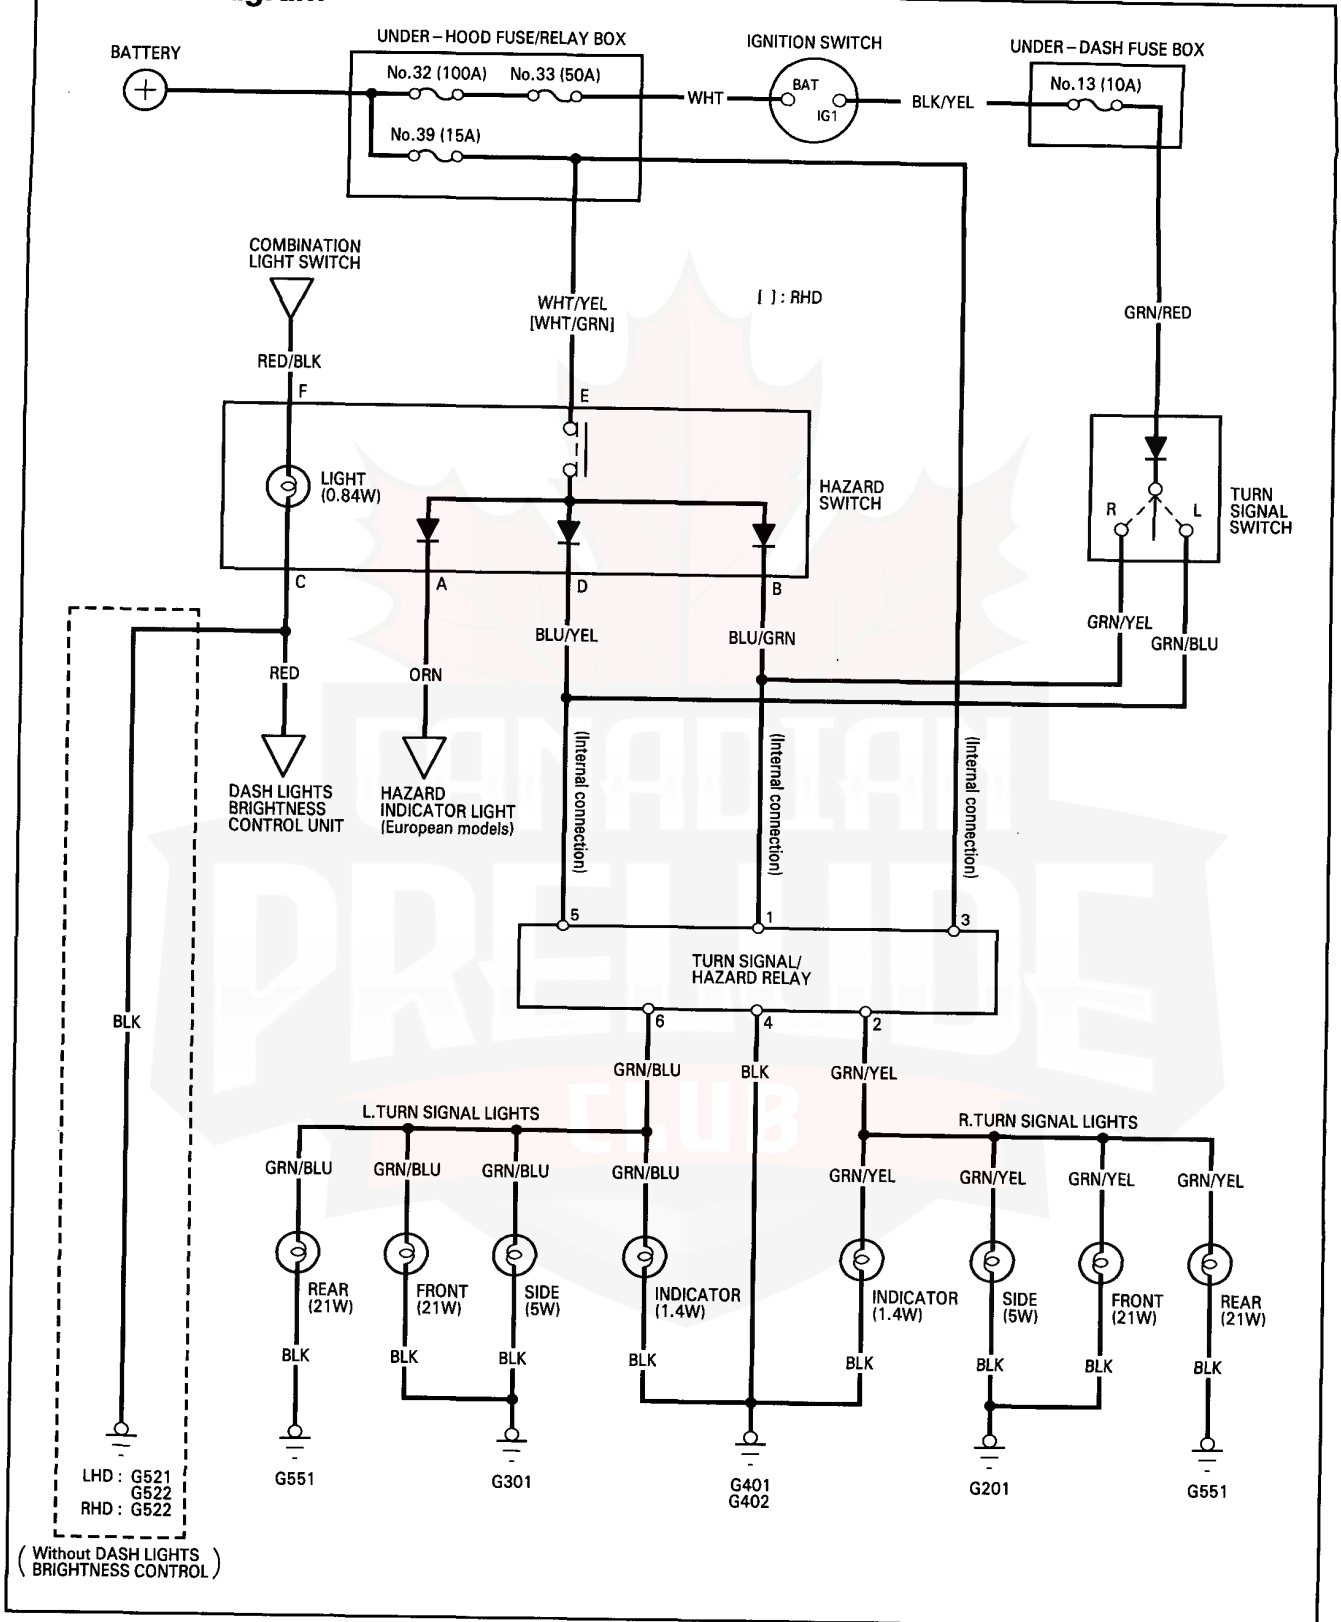 BATTERY
UNDER-HOOD FUSE/RELAY BOX
No.32 (100A) No.33 (50A)
No.39 (15A)
WHT
IGNITION SWITCH
BAT
IG1
BLK/YEL
UNDER-DASH FUSE BOX
No.13 (10A)
COMBINATION
LIGHT SWITCH
RED/BLK
WHT/YEL
[WHT/GRN]
[ ] : RHD
GRN/RED
F
E
LIGHT
(0.84W)
HAZARD
SWITCH
R
L
TURN
SIGNAL
SWITCH
C
A
D
B
RED
ORN
BLU/YEL
BLU/GRN
GRN/YEL
GRN/BLU
DASH LIGHTS
BRIGHTNESS
CONTROL UNIT
HAZARD
INDICATOR LIGHT
(European models)
(Internal connection)
(Internal connection)
(Internal connection)
CANADIAN
PRELUDE
CLUB
5
1
3
TURN SIGNAL/
HAZARD RELAY
6
4
2
BLK
GRN/BLU
BLK
GRN/YEL
L.TURN SIGNAL LIGHTS
R.TURN SIGNAL LIGHTS
GRN/BLU
GRN/BLU
GRN/BLU
GRN/BLU
GRN/YEL
GRN/YEL
GRN/YEL
GRN/YEL
REAR
(21W)
FRONT
(21W)
SIDE
(5W)
INDICATOR
(1.4W)
INDICATOR
(1.4W)
SIDE
(5W)
FRONT
(21W)
REAR
(21W)
BLK
BLK
BLK
BLK
BLK
BLK
BLK
BLK
LHD : G521
G522
RHD : G522
G551
G301
G401
G402
G201
G551
(Without DASH LIGHTS
BRIGHTNESS CONTROL)